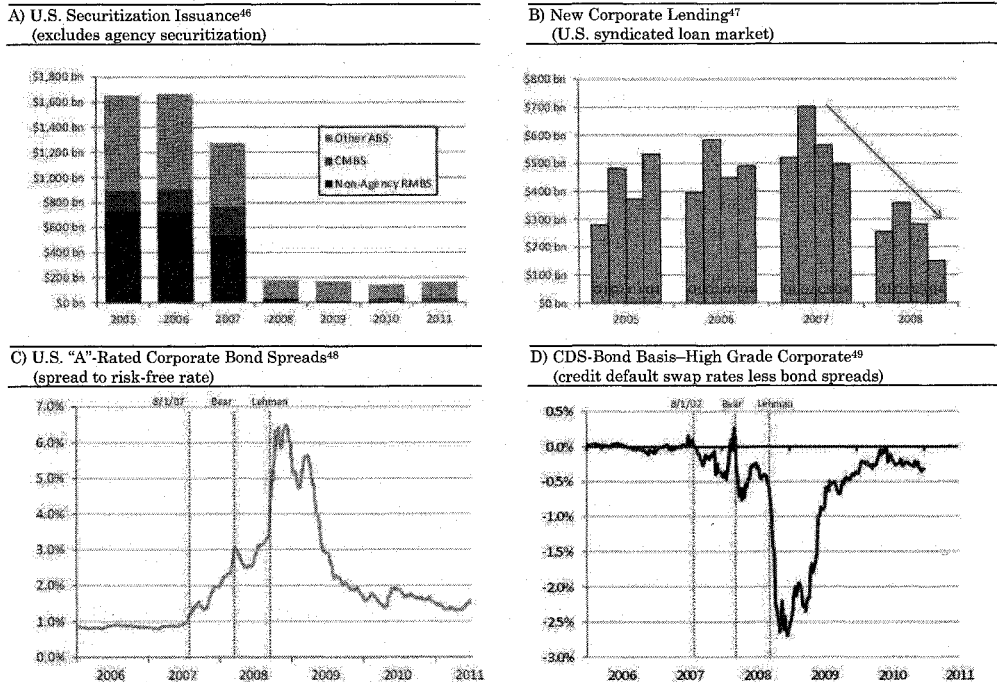 A) U.S. Securitization Issuance⁴⁶
(excludes agency securitization)
$1,800 bn
$1,600 bn
$1,400 bn
$1,200 bn
$1,000 bn
$800 bn
$600 bn
$400 bn
$200 bn
$0 bn
Other ABS
CMBS
Non-Agency RMBS
2005 2006 2007 2008 2009 2010 2011
B) New Corporate Lending⁴⁷
(U.S. syndicated loan market)
$800 bn
$700 bn
$600 bn
$500 bn
$400 bn
$300 bn
$200 bn
$100 bn
$0 bn
2005 2006 2007 2008
C) U.S. "A"-Rated Corporate Bond Spreads⁴⁸
(spread to risk-free rate)
8/1/07 Bear Lehman
7.0%
6.0%
5.0%
4.0%
3.0%
2.0%
1.0%
0.0%
2006 2007 2008 2009 2010 2011
D) CDS-Bond Basis–High Grade Corporate⁴⁹
(credit default swap rates less bond spreads)
8/1/07 Bear Lehman
0.5%
0.0%
-0.5%
-1.0%
-1.5%
-2.0%
-2.5%
-3.0%
2006 2007 2008 2009 2010 2011